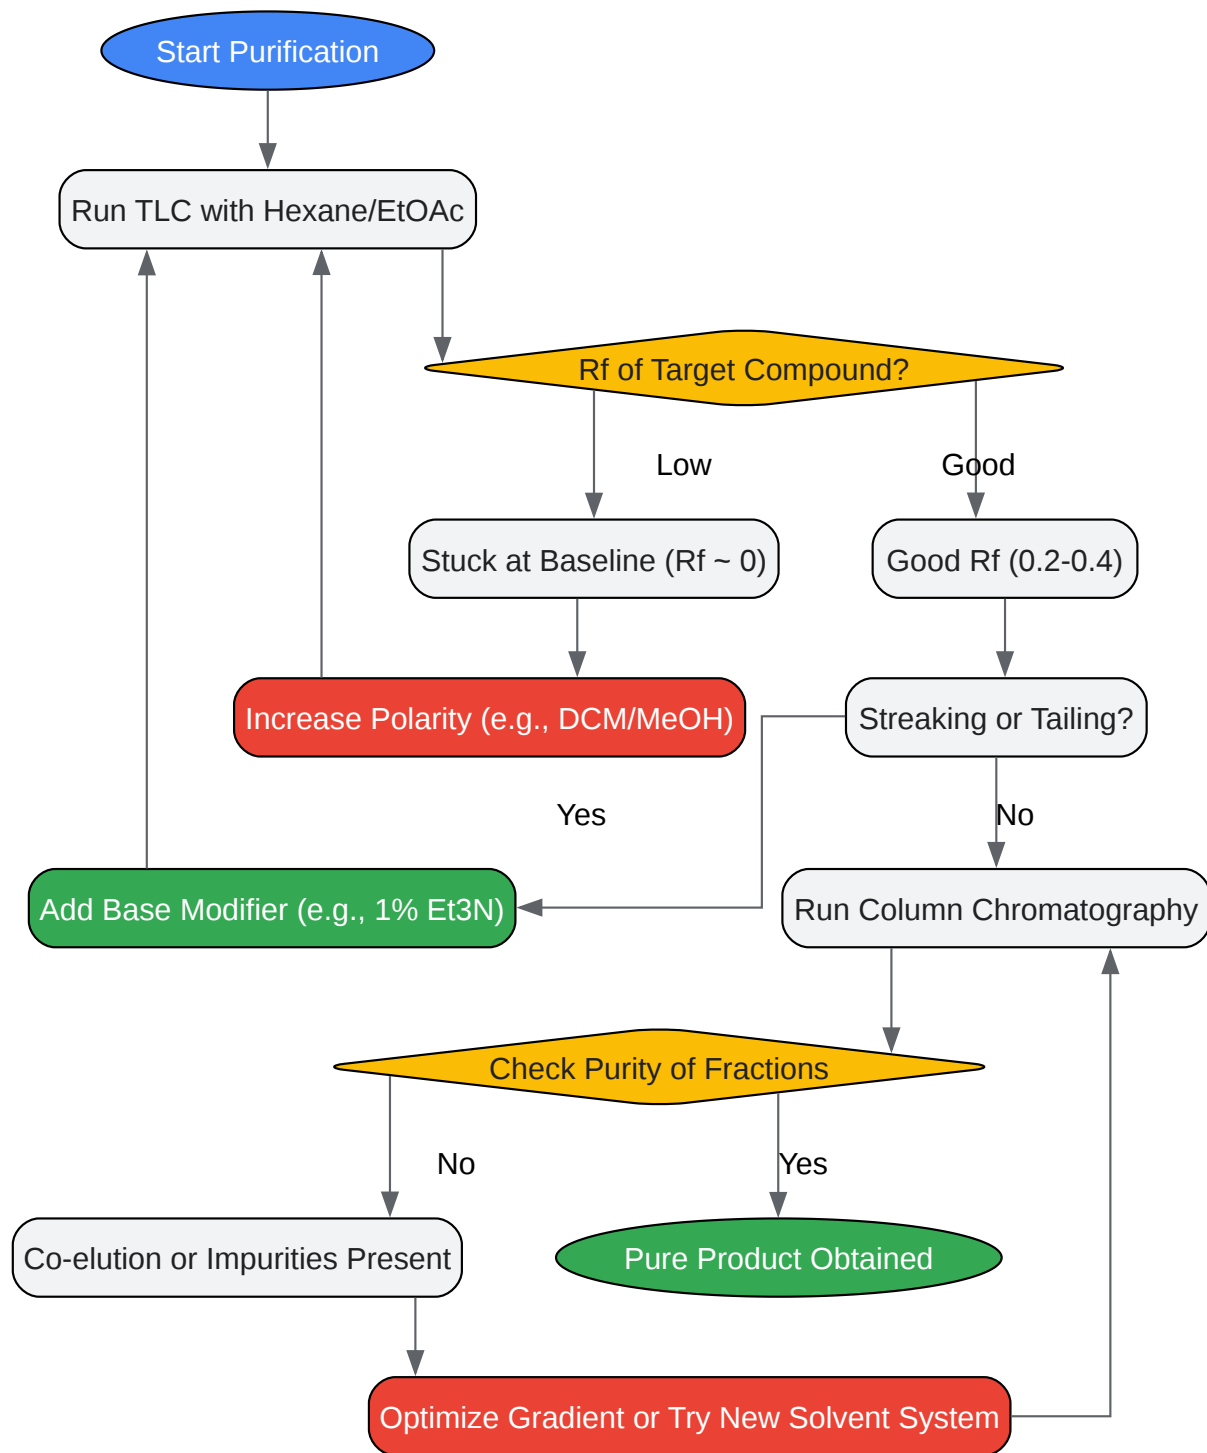 Start Purification
Run TLC with Hexane/EtOAc
Rf of Target Compound?
Low
Good
Stuck at Baseline (Rf ~ 0)
Good Rf (0.2-0.4)
Increase Polarity (e.g., DCM/MeOH)
Streaking or Tailing?
Yes
No
Add Base Modifier (e.g., 1% Et3N)
Run Column Chromatography
Check Purity of Fractions
No
Yes
Co-elution or Impurities Present
Pure Product Obtained
Optimize Gradient or Try New Solvent System